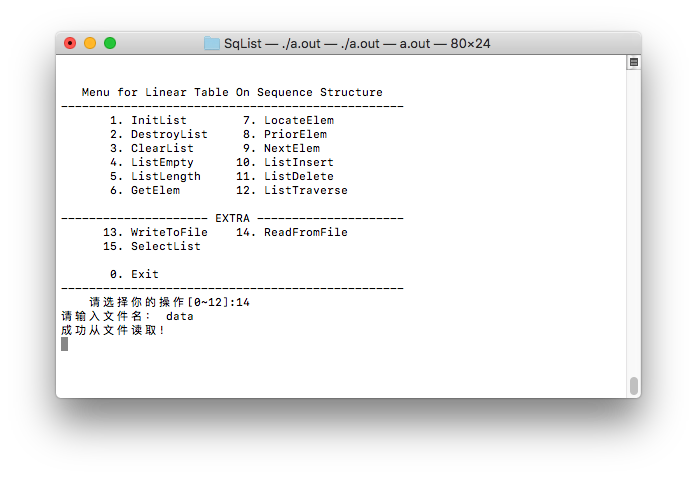 SqList — ./a.out — ./a.out — a.out — 80×24
Menu for Linear Table On Sequence Structure
-------------------------------------------------
1. InitList 7. LocateElem
2. DestroyList 8. PriorElem
3. ClearList 9. NextElem
4. ListEmpty 10. ListInsert
5. ListLength 11. ListDelete
6. GetElem 12. ListTraverse
--------------------- EXTRA ---------------------
13. WriteToFile 14. ReadFromFile
15. SelectList
0. Exit
-------------------------------------------------
请选择你的操作[0~12]:14
请输入文件名： data
成功从文件读取！